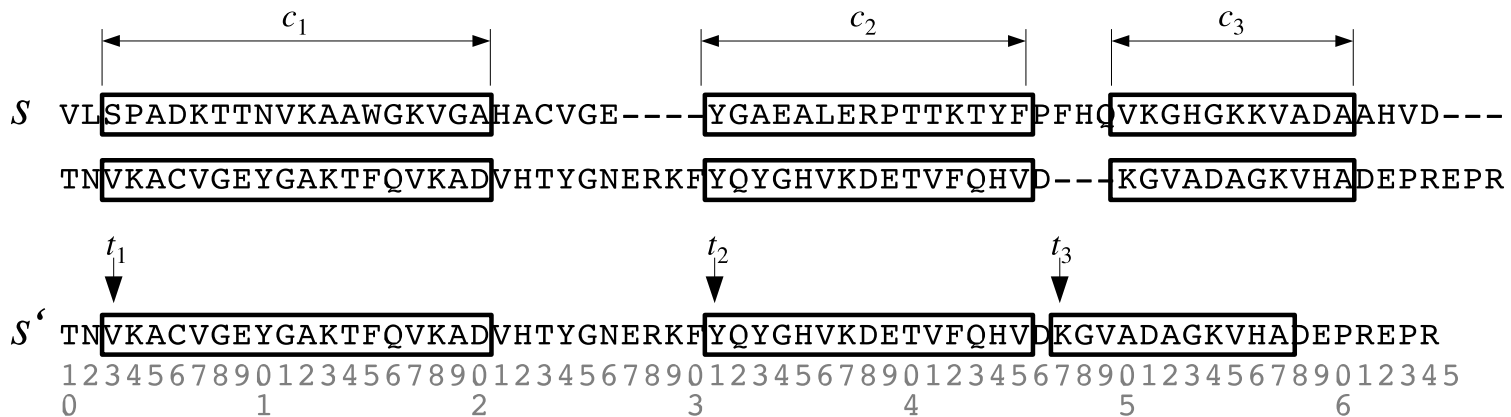 c1 c2 c3
S VLSPADKTTNVKAAWGKVGAHACVGE----YGAEALERPTTKTYFPFHQVKGHGKKVADAAHVD---
TNVKACVGEYGAKTFQVKADVHTYGNERKFYQYGHVKDETVFQHVD---KGVADAGKVHADEPREPR
t1 t2 t3
S‘ TNVKACVGEYGAKTFQVKADVHTYGNERKFYQYGHVKDETVFQHVDKGVADAGKVHADEPREPR
12345678901234567890123456789012345678901234567890123456789012345
0 1 2 3 4 5 6